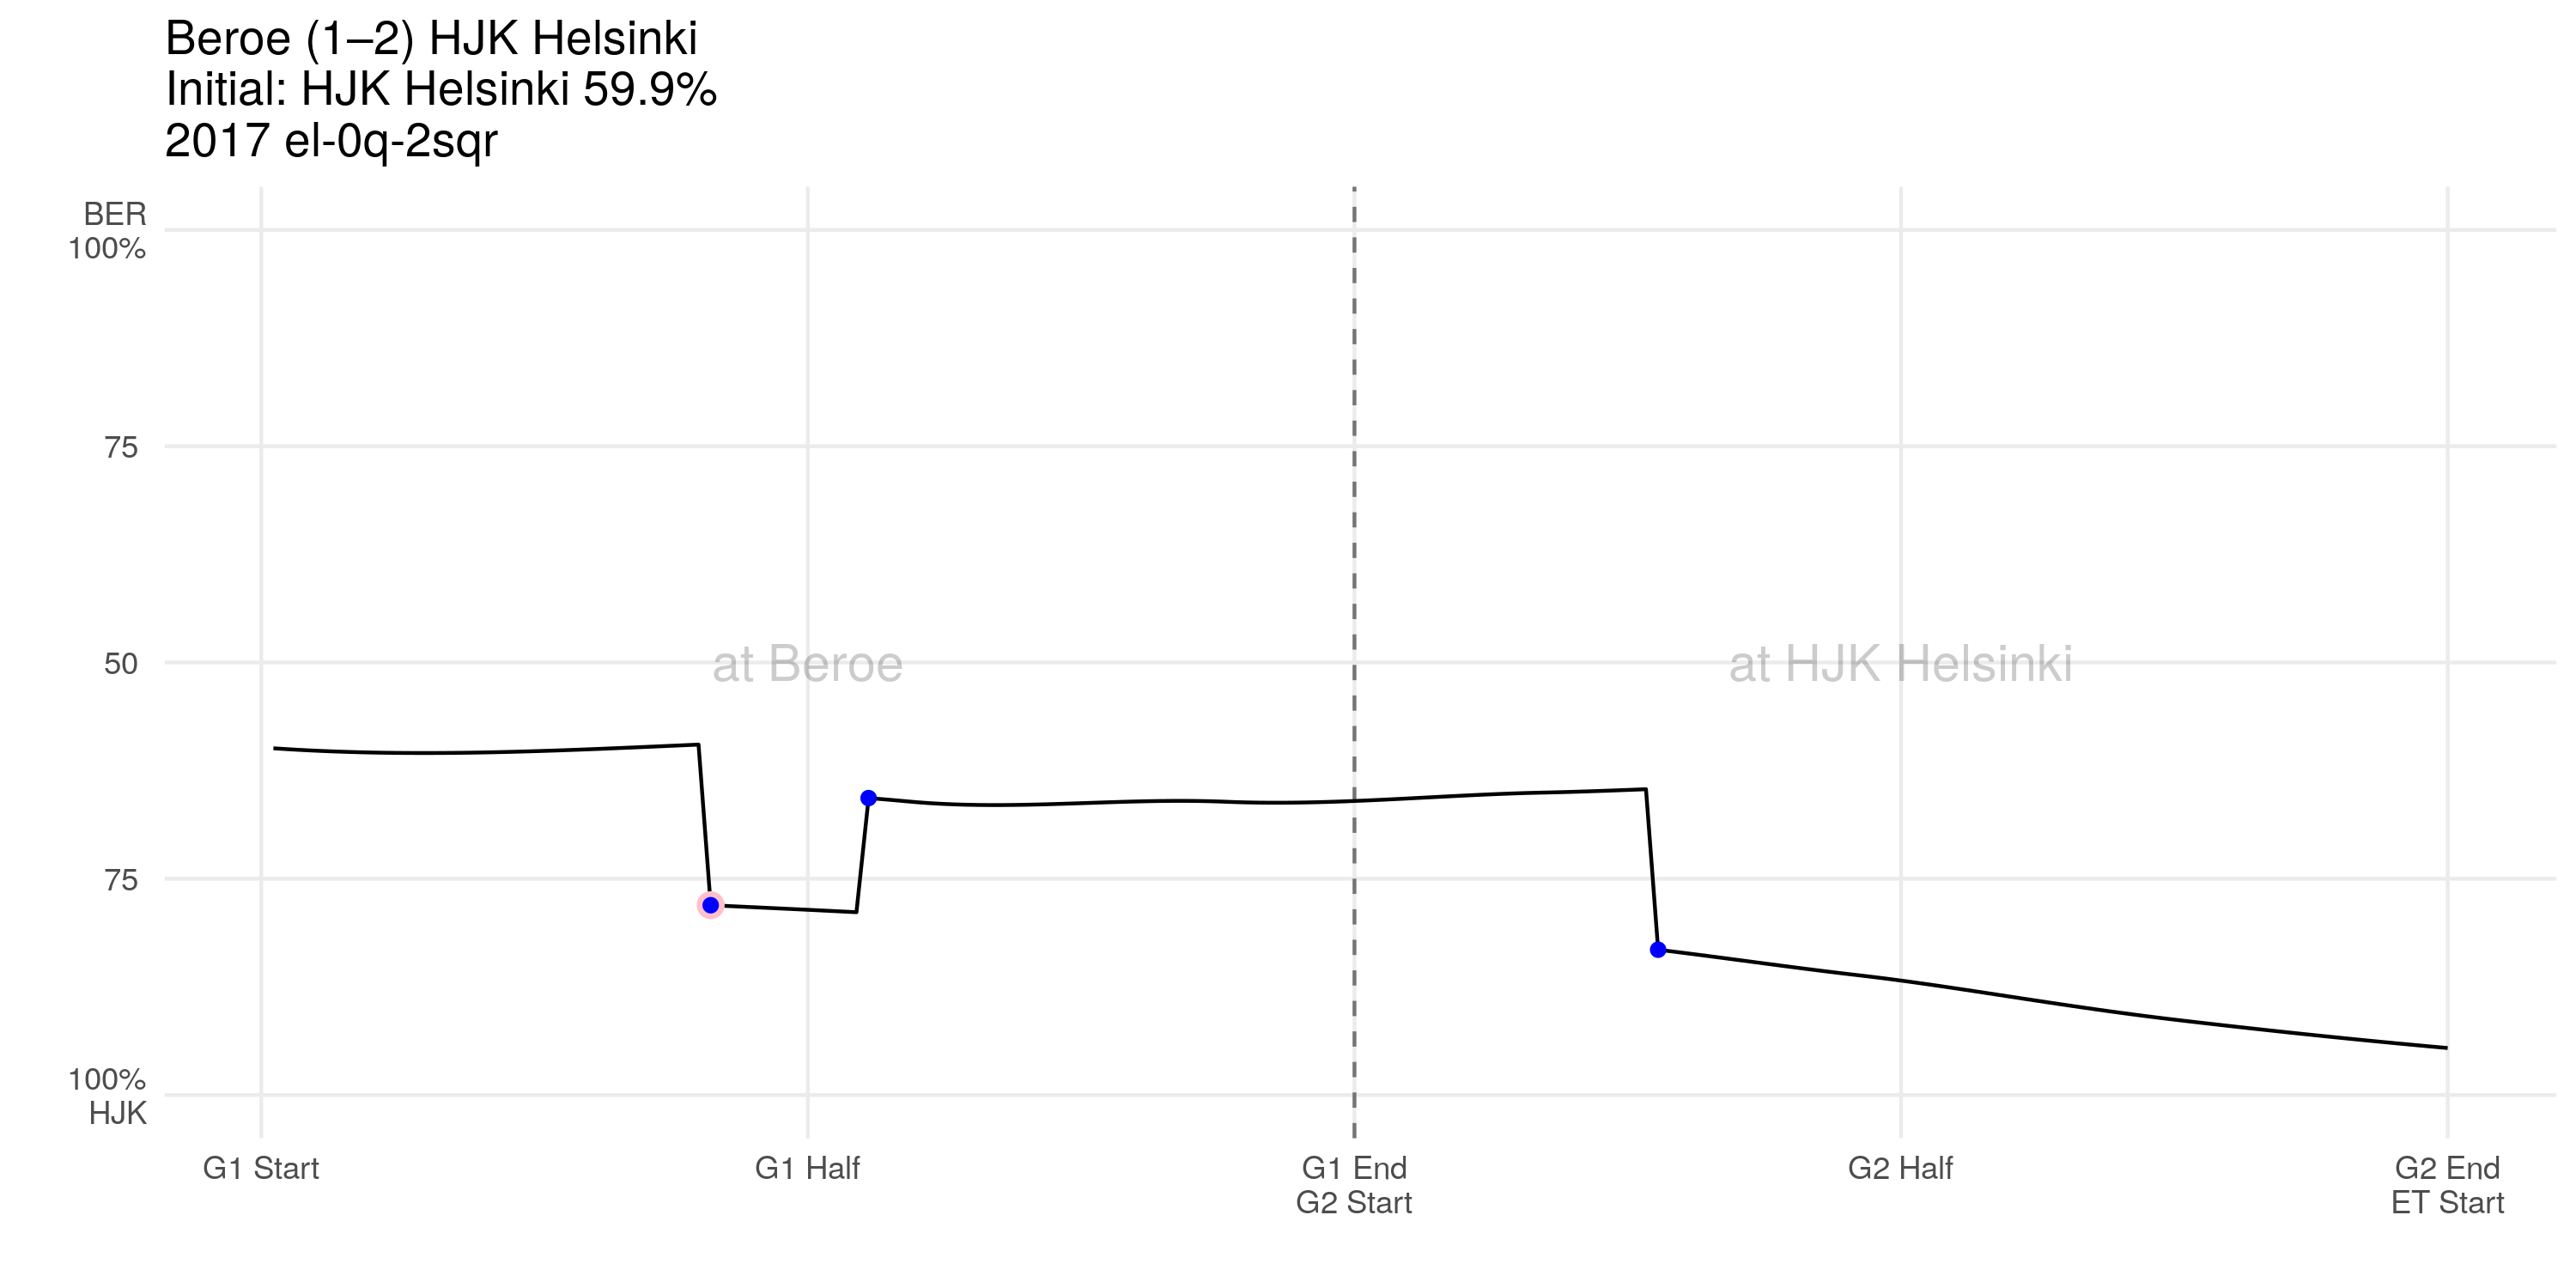 Beroe (1–2) HJK Helsinki
Initial: HJK Helsinki 59.9%
2017 el-0q-2sqr
BER
100%
75
50
75
100%
HJK
at Beroe
at HJK Helsinki
G1 Start
G1 Half
G1 End
G2 Start
G2 Half
G2 End
ET Start